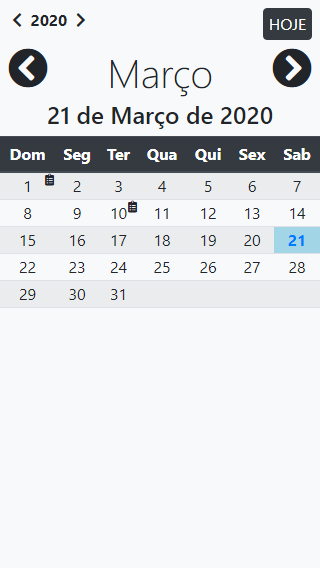 2020 HOJE
Março
21 de Março de 2020
Dom Seg Ter Qua Qui Sex Sab
1 2 3 4 5 6 7
8 9 10 11 12 13 14
15 16 17 18 19 20 21
22 23 24 25 26 27 28
29 30 31